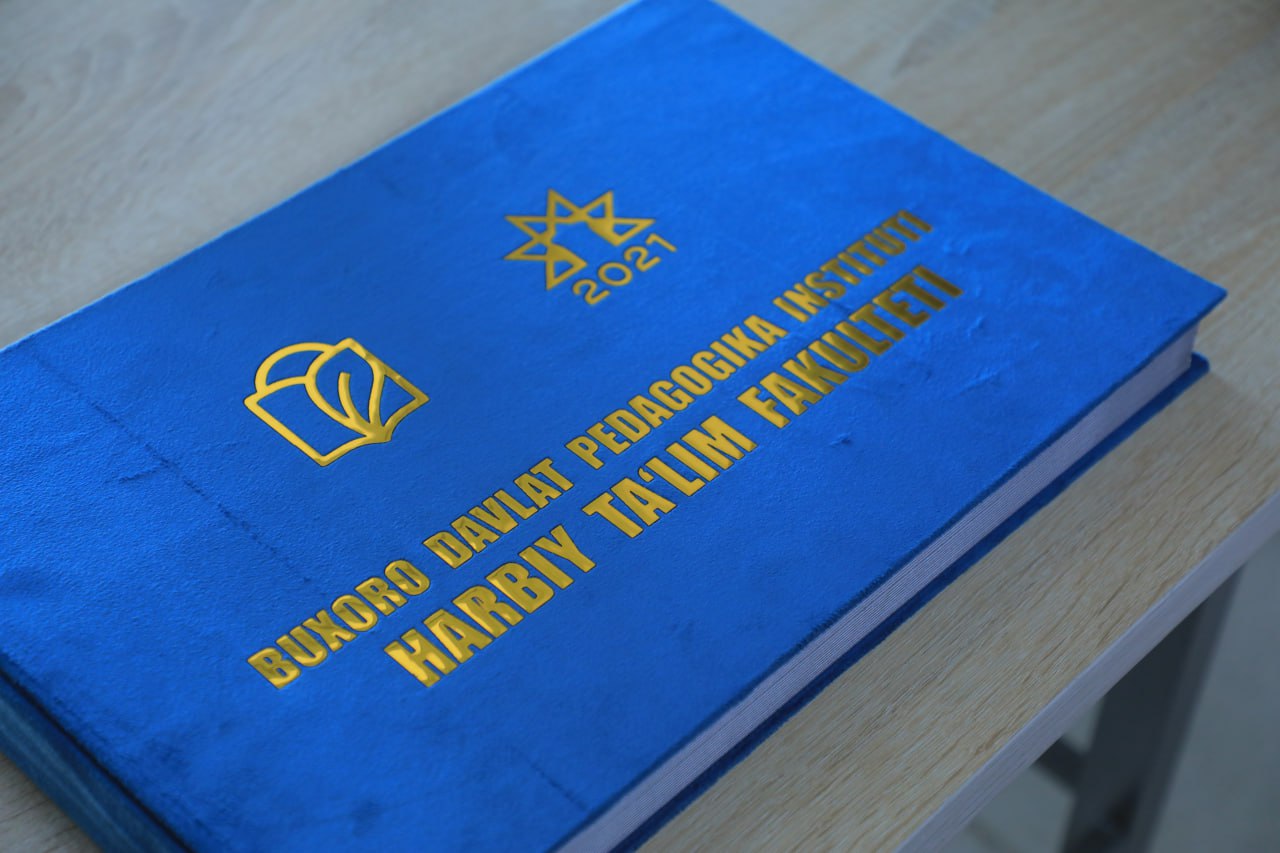 2021
BUXORO DAVLAT PEDAGOGIKA INSTITUTI
HARBIY TA‘LIM FAKULTETI